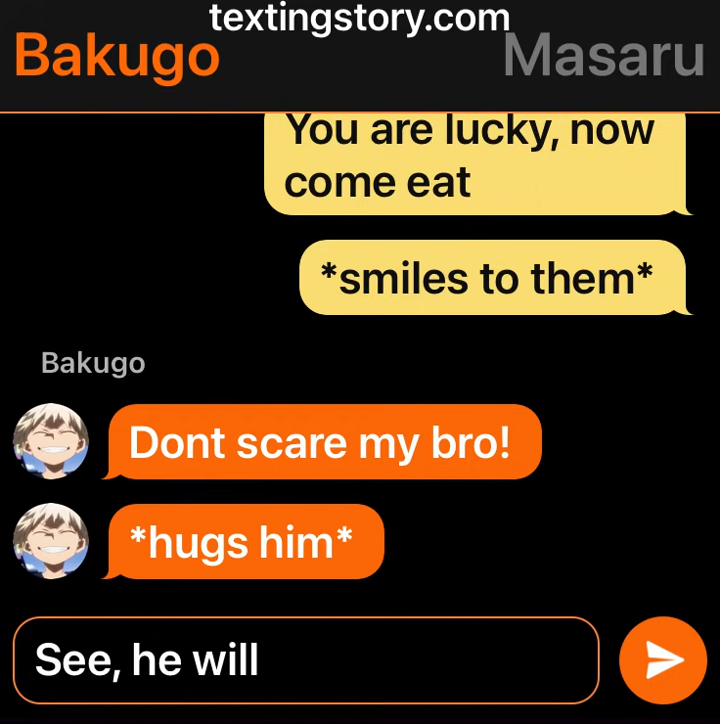 textingstory.com
Bakugo
Masaru
You are lucky, now
come eat
*smiles to them*
Bakugo
Dont scare my bro!
*hugs him*
See, he will